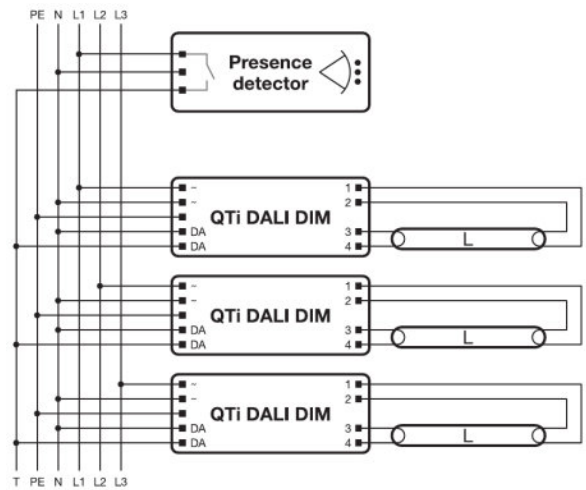 PE N L1 L2 L3
Presence
detector
~ 1
~ 2
QTi DALI DIM
DA 3
DA 4
L
~ 1
~ 2
QTi DALI DIM
DA 3
DA 4
L
~ 1
~ 2
QTi DALI DIM
DA 3
DA 4
L
T PE N L1 L2 L3